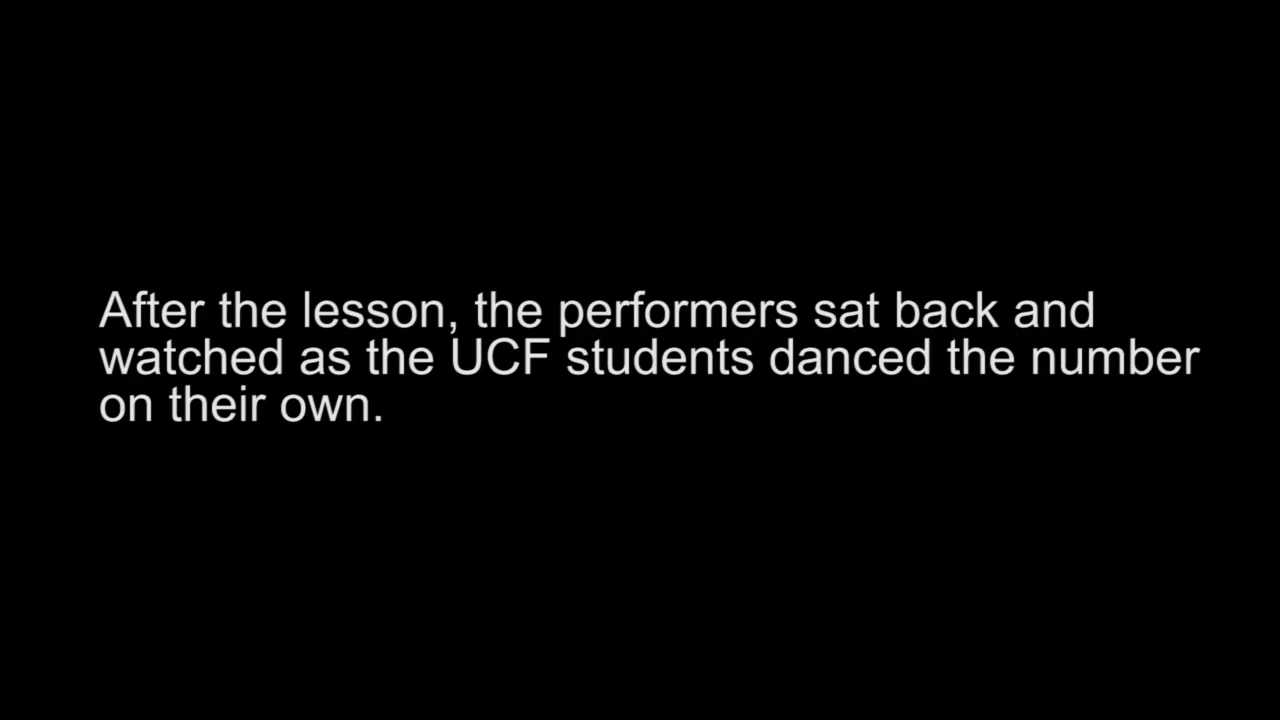 After the lesson, the performers sat back and
watched as the UCF students danced the number
on their own.